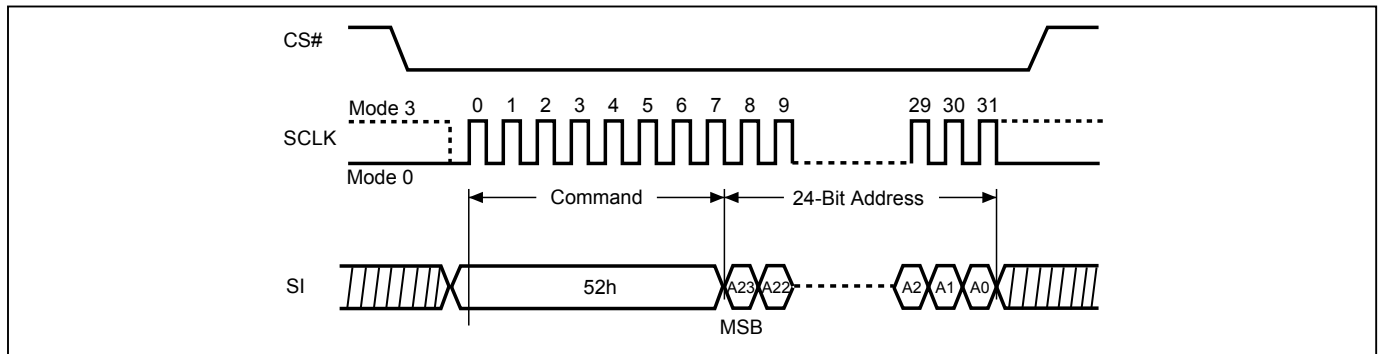 CS#
Mode 3
0 1 2 3 4 5 6 7 8 9 29 30 31
SCLK
Mode 0
Command 24-Bit Address
SI 52h A23 A22 A2 A1 A0
MSB